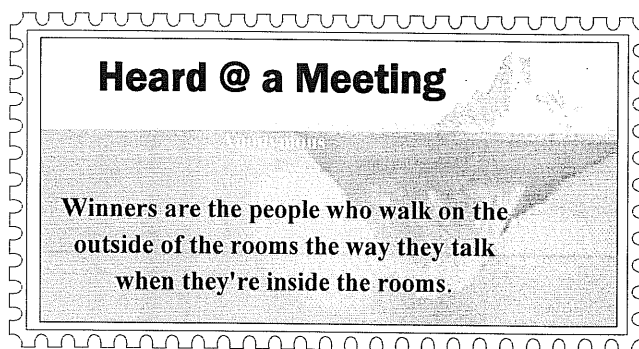 Heard @ a Meeting
Anonymous
Winners are the people who walk on the
outside of the rooms the way they talk
when they're inside the rooms.